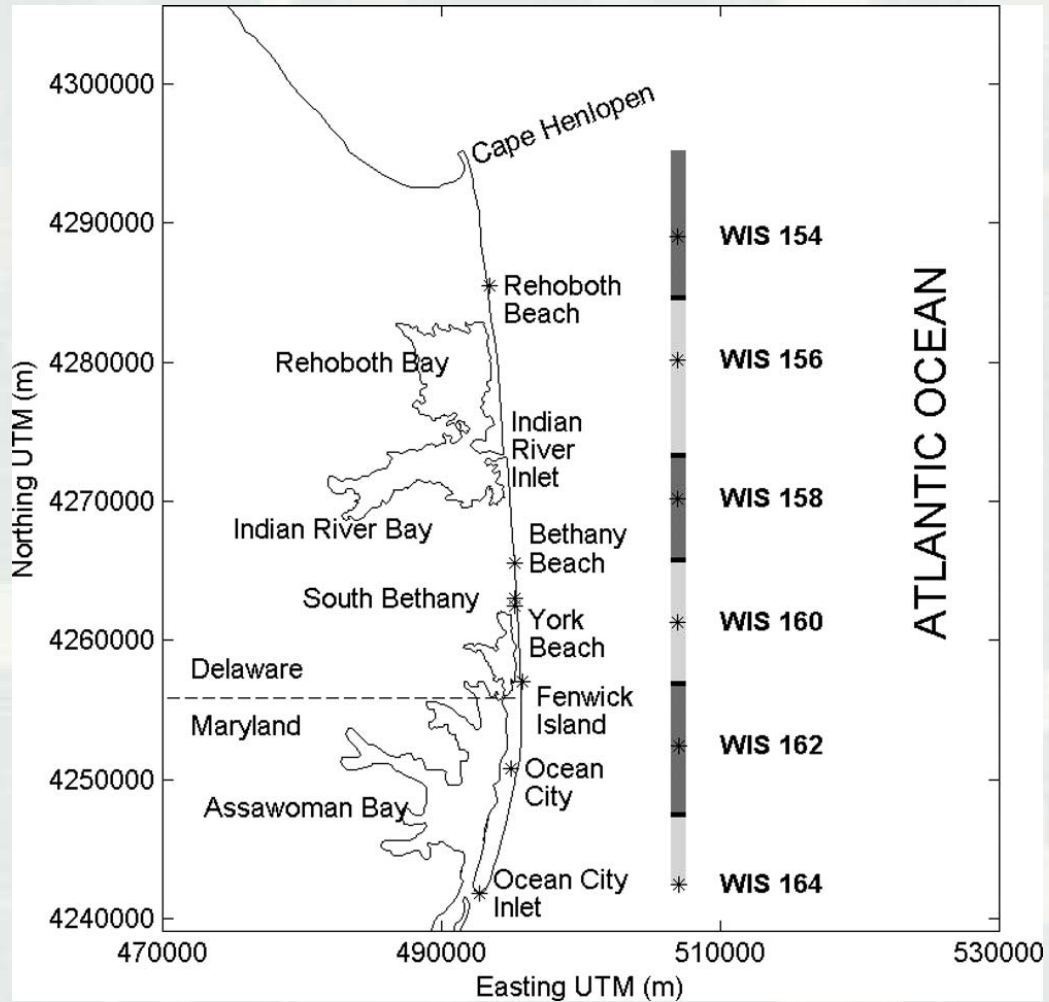 4300000
4290000
4280000
4270000
4260000
4250000
4240000
Northing UTM (m)
470000
490000
510000
530000
Easting UTM (m)
Cape Henlopen
Rehoboth
Beach
Rehoboth Bay
Indian
River
Inlet
Indian River Bay
Bethany
Beach
South Bethany
York
Beach
Delaware
Maryland
Fenwick
Island
Ocean
City
Assawoman Bay
Ocean City
Inlet
WIS 154
WIS 156
WIS 158
WIS 160
WIS 162
WIS 164
ATLANTIC OCEAN